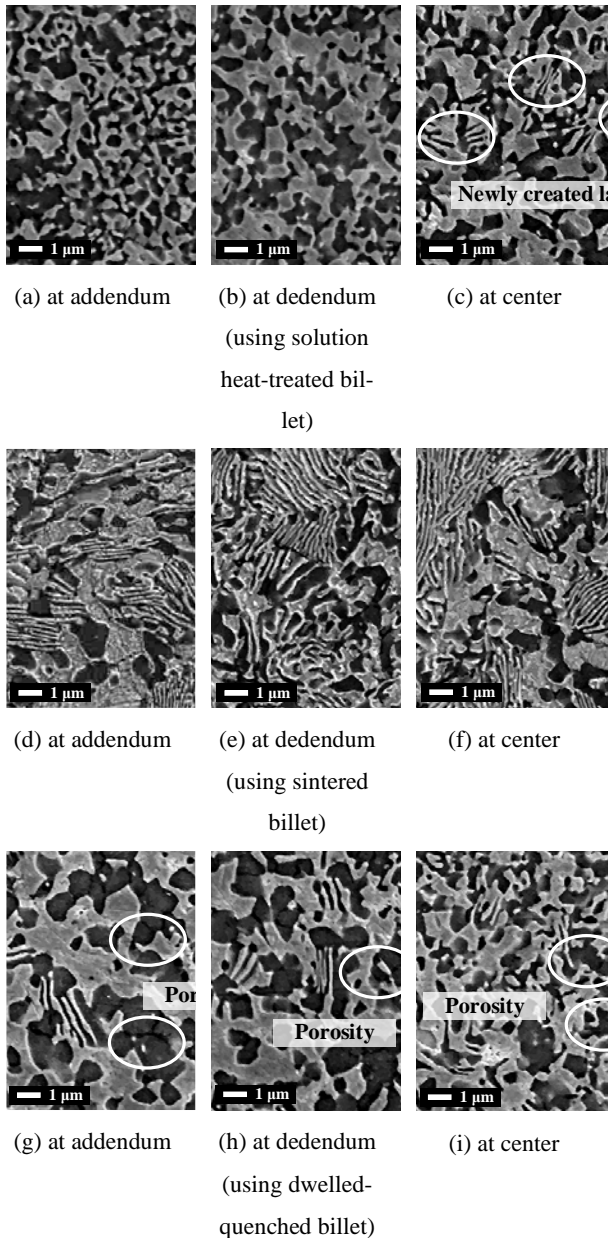 Newly created la
1 μm
1 μm
1 μm
(a) at addendum
(b) at dedendum
(c) at center
(using solution
heat-treated bil-
let)
1 μm
1 μm
1 μm
(d) at addendum
(e) at dedendum
(f) at center
(using sintered
billet)
Por
Porosity
Porosity
1 μm
1 μm
1 μm
(g) at addendum
(h) at dedendum
(i) at center
(using dwelled-
quenched billet)